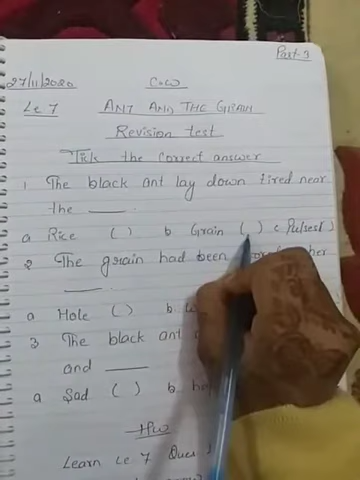 Part-3
27/11/2020 C.W
Le 7 ANT AND THE GRAIN
Revision test
Tick the correct answer
1 The black ant lay down tired near
the ____
a Rice ( ) b Grain ( ) c Pulses( )
2 The grain had been her
____
a Hole ( ) b
3 The black ant
and ____
a Sad ( ) b
H.W
Learn Le 7 Ques